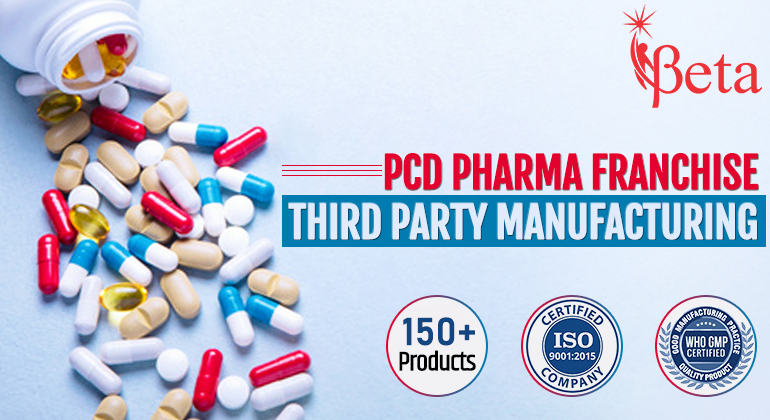 Beta
PCD PHARMA FRANCHISE
THIRD PARTY MANUFACTURING
150+
Products
CERTIFIED
ISO
9001:2015
COMPANY
GOOD MANUFACTURING PRACTICE
WHO GMP
CERTIFIED
QUALITY PRODUCT